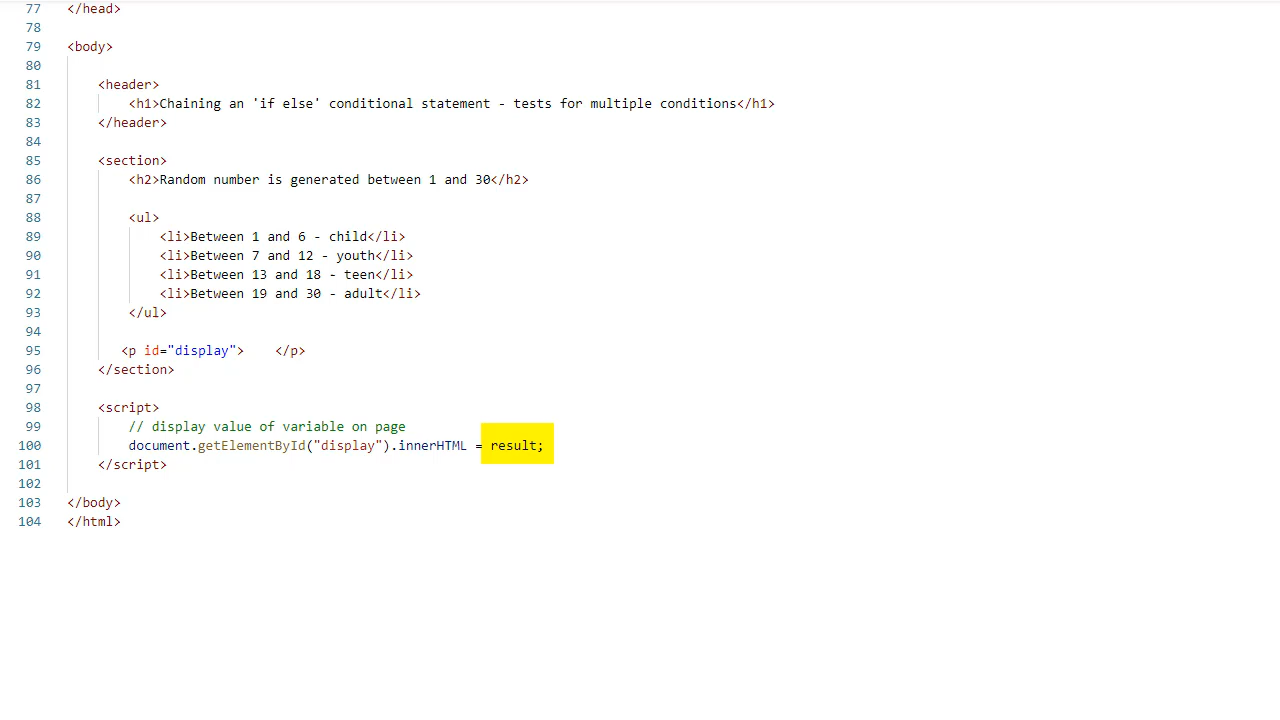 77 </head>
78
79 <body>
80
81 <header>
82 <h1>Chaining an 'if else' conditional statement - tests for multiple conditions</h1>
83 </header>
84
85 <section>
86 <h2>Random number is generated between 1 and 30</h2>
87
88 <ul>
89 <li>Between 1 and 6 - child</li>
90 <li>Between 7 and 12 - youth</li>
91 <li>Between 13 and 18 - teen</li>
92 <li>Between 19 and 30 - adult</li>
93 </ul>
94
95 <p id="display">    </p>
96 </section>
97
98 <script>
99 // display value of variable on page
100 document.getElementById("display").innerHTML = result;
101 </script>
102
103 </body>
104 </html>